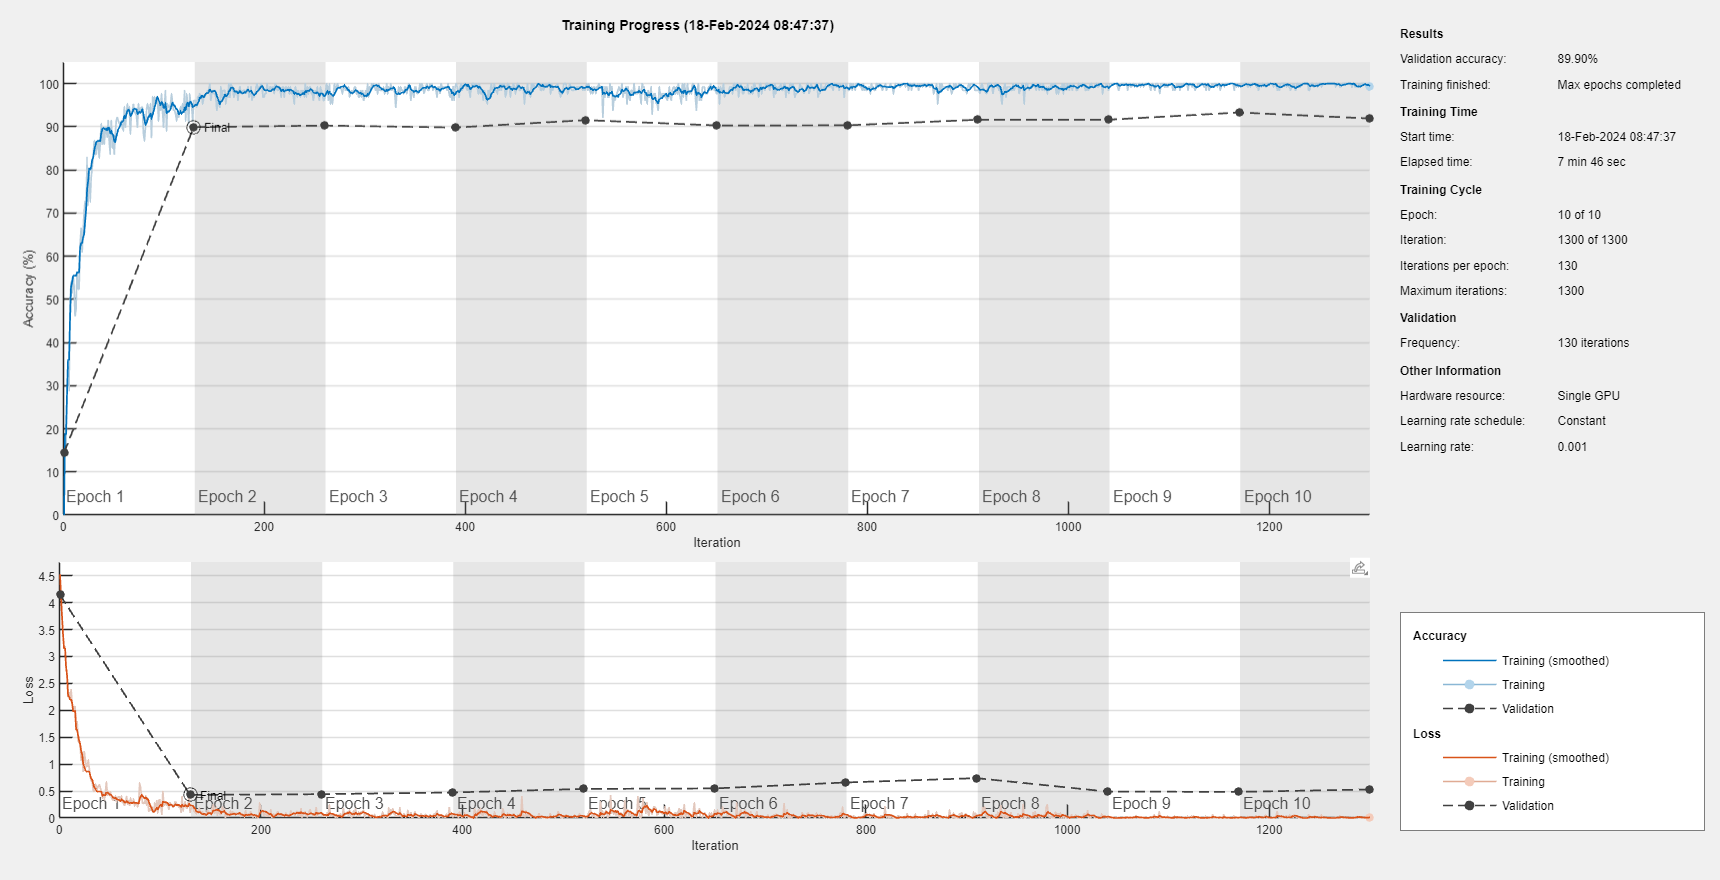 Training Progress (18-Feb-2024 08:47:37)
100
90
80
70
60
50
40
30
20
10
0
Accuracy (%)
Final
Epoch 1
Epoch 2
Epoch 3
Epoch 4
Epoch 5
Epoch 6
Epoch 7
Epoch 8
Epoch 9
Epoch 10
0
200
400
600
800
1000
1200
Iteration
4.5
4
3.5
3
2.5
2
1.5
1
0.5
0
Loss
Final
Epoch 1
Epoch 2
Epoch 3
Epoch 4
Epoch 5
Epoch 6
Epoch 7
Epoch 8
Epoch 9
Epoch 10
0
200
400
600
800
1000
1200
Iteration
Results
Validation accuracy: 89.90%
Training finished: Max epochs completed
Training Time
Start time: 18-Feb-2024 08:47:37
Elapsed time: 7 min 46 sec
Training Cycle
Epoch: 10 of 10
Iteration: 1300 of 1300
Iterations per epoch: 130
Maximum iterations: 1300
Validation
Frequency: 130 iterations
Other Information
Hardware resource: Single GPU
Learning rate schedule: Constant
Learning rate: 0.001
Accuracy
Training (smoothed)
Training
Validation
Loss
Training (smoothed)
Training
Validation